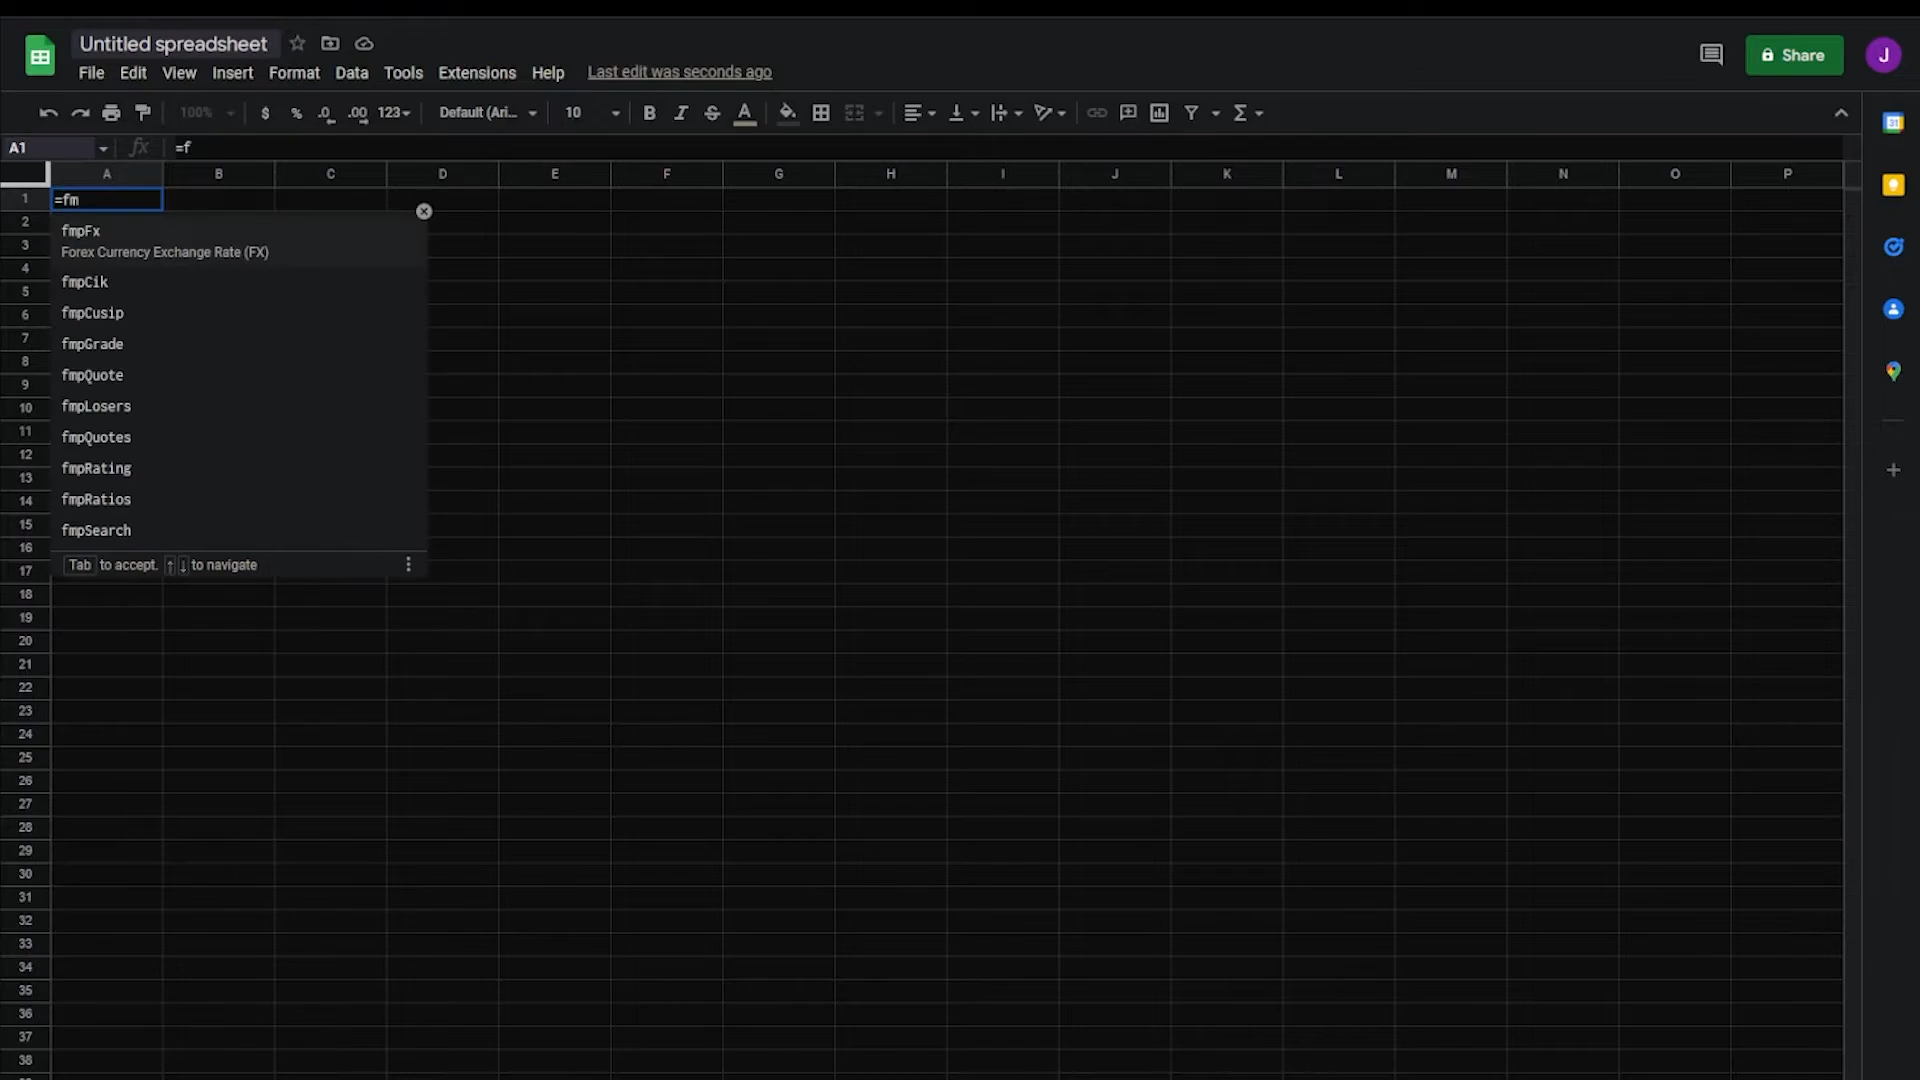 Untitled spreadsheet
File Edit View Insert Format Data Tools Extensions Help Last edit was seconds ago
Share J
100% $ % .0 .00 123 Default (Ari... 10 B I S A Σ
31
A1 fx =f
A B C D E F G H I J K L M N O P
1 =fm
2
fmpFx
3
Forex Currency Exchange Rate (FX)
4
fmpCik
5
6 fmpCusip
7 fmpGrade
8
9 fmpQuote
10 fmpLosers
11 fmpQuotes
12
13 fmpRating
14 fmpRatios
15 fmpSearch
16
17 Tab to accept. ↑ ↓ to navigate
18
19
20
21
22
23
24
25
26
27
28
29
30
31
32
33
34
35
36
37
38